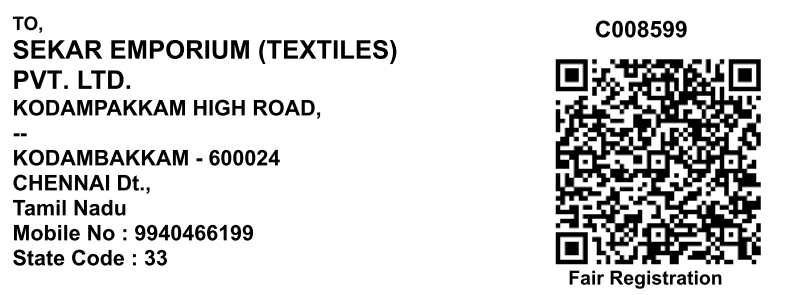 TO,
SEKAR EMPORIUM (TEXTILES)
PVT. LTD.
KODAMPAKKAM HIGH ROAD,
--
KODAMBAKKAM - 600024
CHENNAI Dt.,
Tamil Nadu
Mobile No : 9940466199
State Code : 33
C008599
Fair Registration